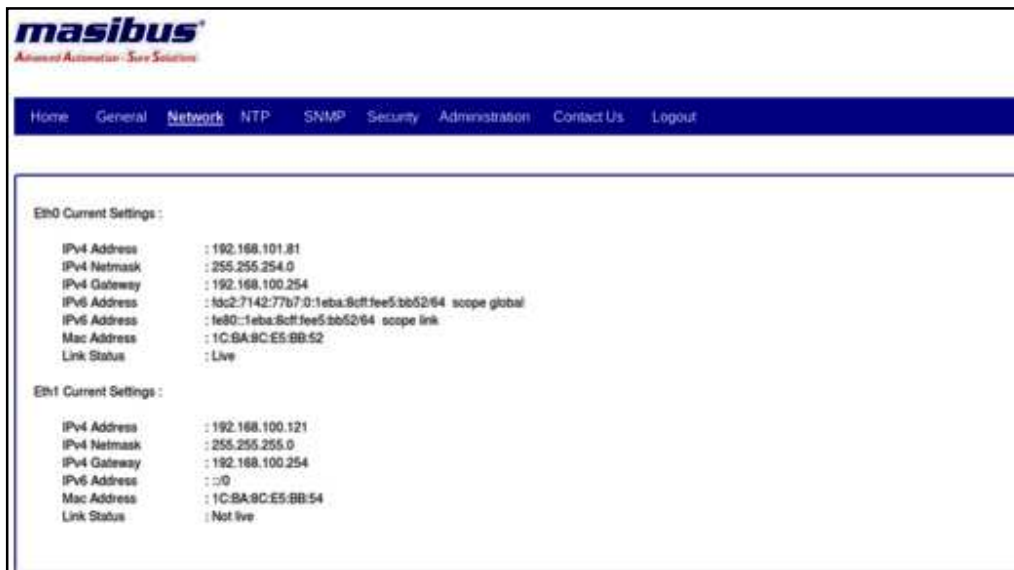 masibus
Advanced Automation - Sure Solutions
Home General Network NTP SNMP Security Administration Contact Us Logout
Eth0 Current Settings :
IPv4 Address : 192.168.101.81
IPv4 Netmask : 255.255.254.0
IPv4 Gateway : 192.168.100.254
IPv6 Address : fdc2:7142:77b7:0:1eba:8cff:fee5:bb52/64 scope global
IPv6 Address : fe80::1eba:8cff:fee5:bb52/64 scope link
Mac Address : 1C:BA:8C:E5:BB:52
Link Status : Live
Eth1 Current Settings :
IPv4 Address : 192.168.100.121
IPv4 Netmask : 255.255.255.0
IPv4 Gateway : 192.168.100.254
IPv6 Address : ::/0
Mac Address : 1C:BA:8C:E5:BB:54
Link Status : Not live